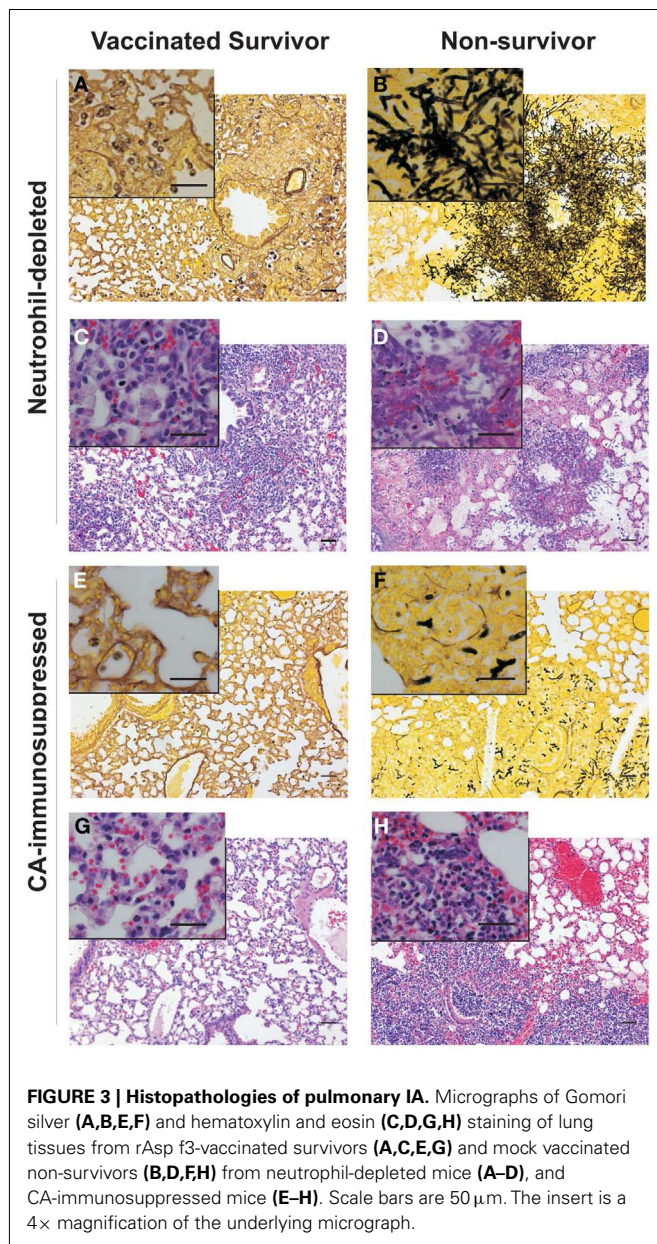 Vaccinated Survivor
Non-survivor
Neutrophil-depleted
A
B
C
D
CA-immunosuppressed
E
F
G
H
FIGURE 3 | Histopathologies of pulmonary IA. Micrographs of Gomori
silver (A,B,E,F) and hematoxylin and eosin (C,D,G,H) staining of lung
tissues from rAsp f3-vaccinated survivors (A,C,E,G) and mock vaccinated
non-survivors (B,D,F,H) from neutrophil-depleted mice (A–D), and
CA-immunosuppressed mice (E–H). Scale bars are 50 μm. The insert is a
4× magnification of the underlying micrograph.